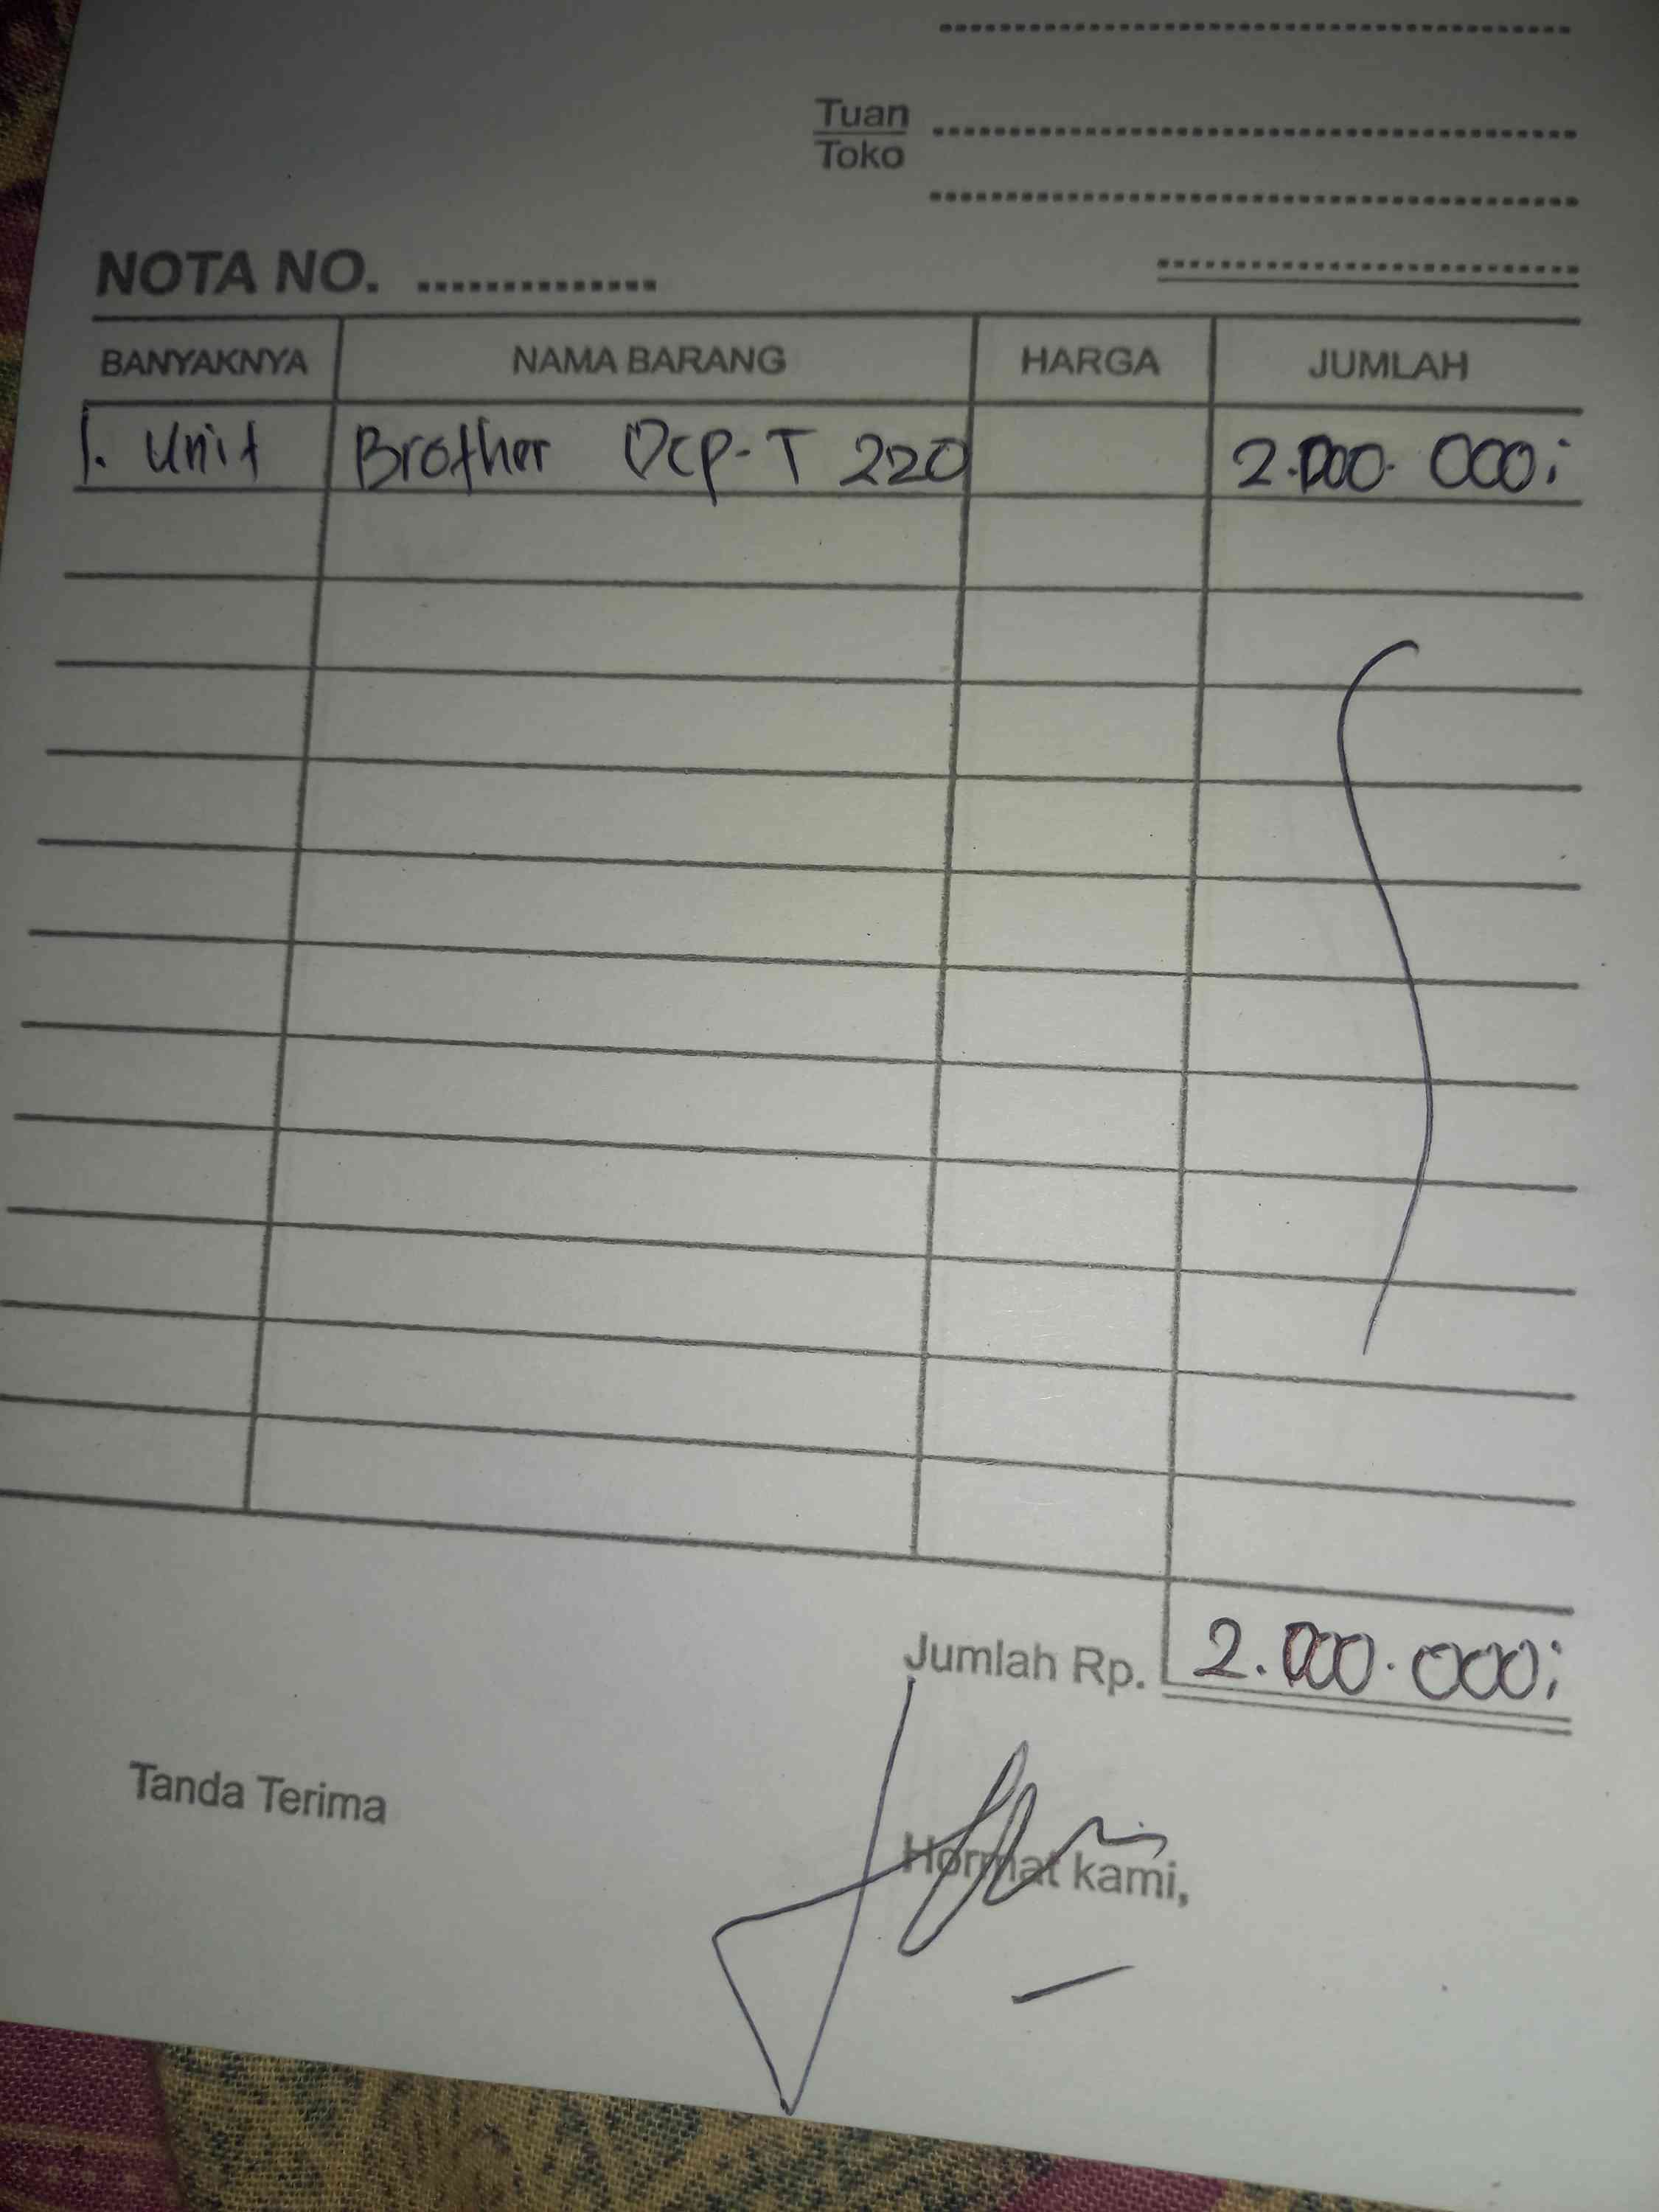 Tuan
Toko
NOTA NO. ..............
BANYAKNYA NAMA BARANG HARGA JUMLAH
1. Unit Brother Dcp-T 220 2.000.000;
Jumlah Rp. 2.000.000;
Tanda Terima
Hormat kami,